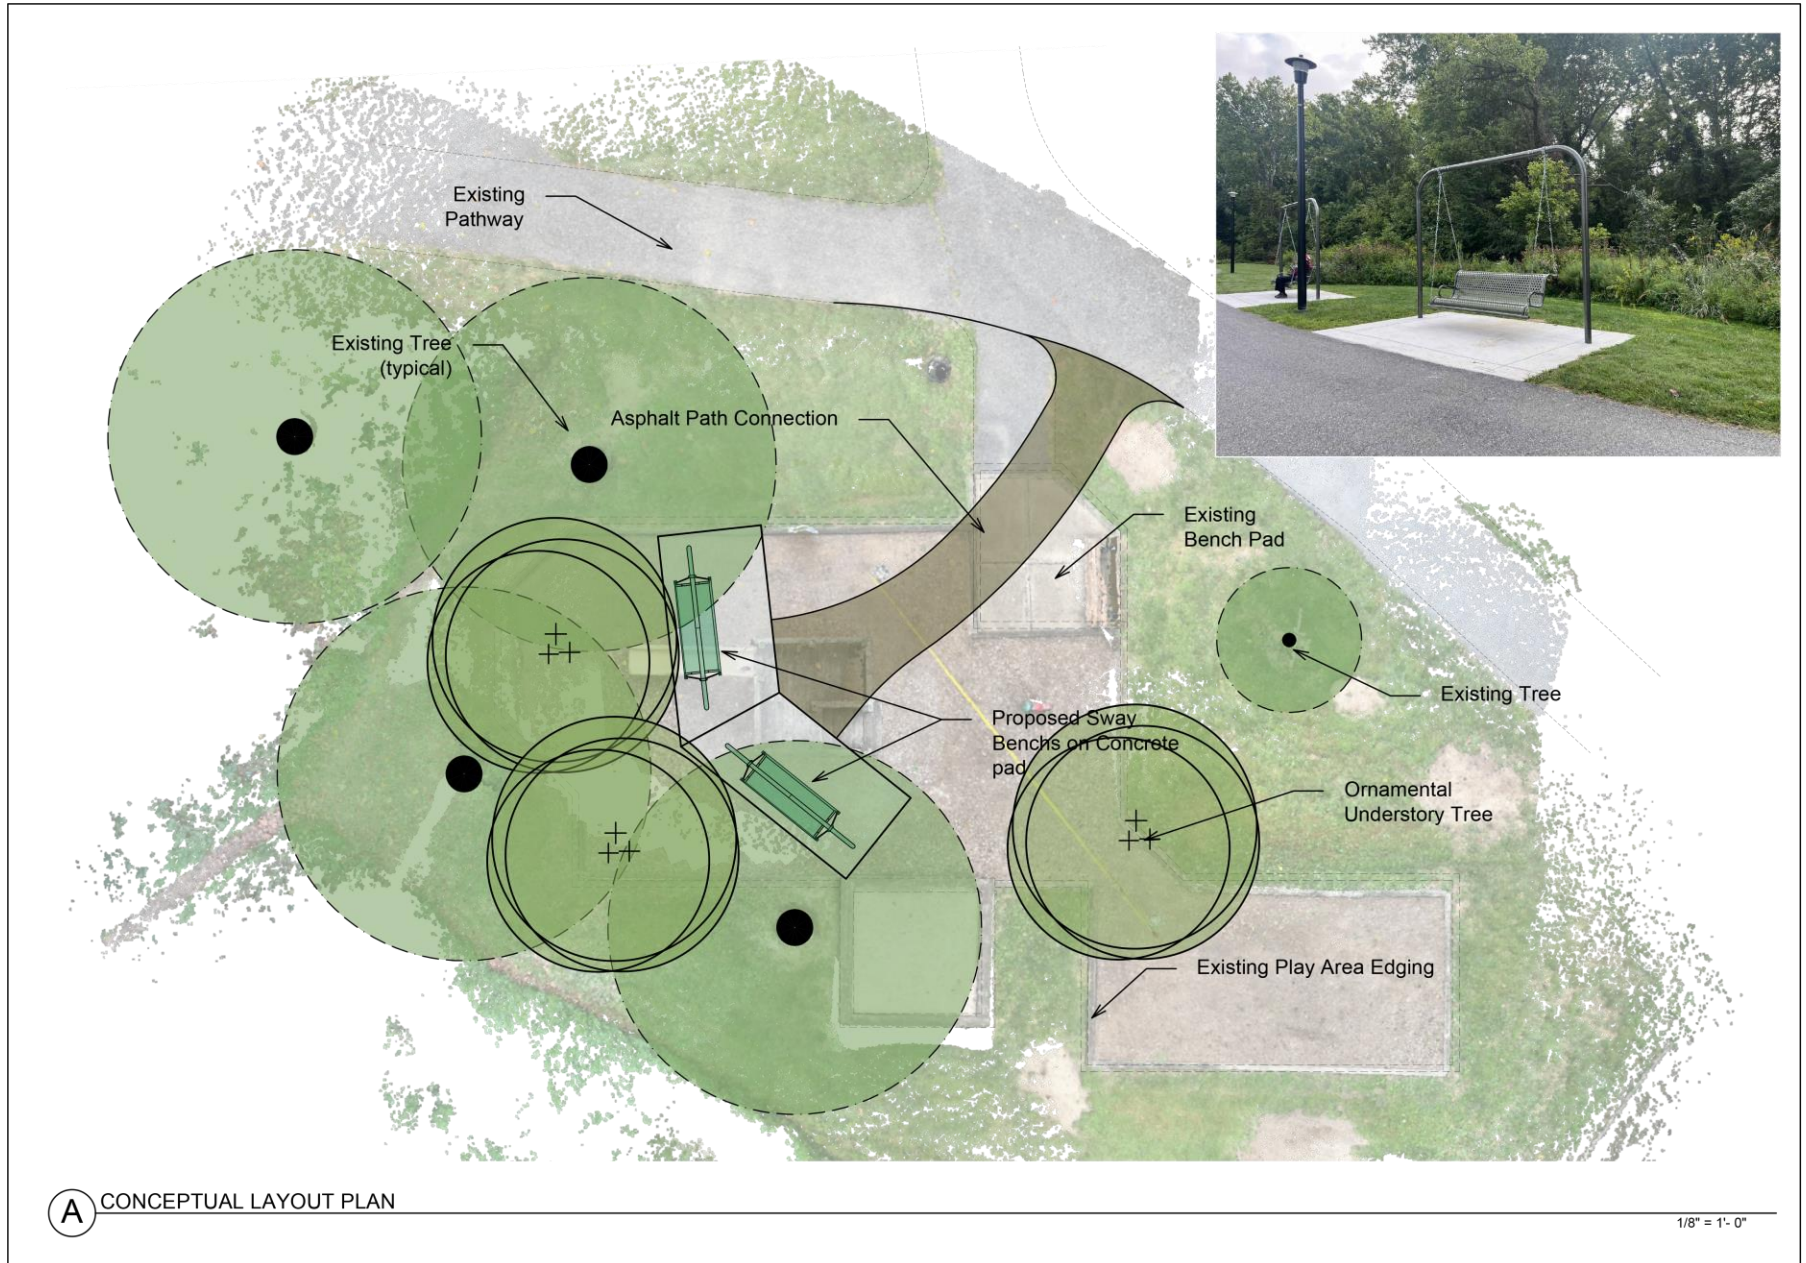 Existing
Pathway
Existing Tree
(typical)
Asphalt Path Connection
Existing
Bench Pad
Existing Tree
Proposed Sway
Benchs on Concrete
pad
Ornamental
Understory Tree
Existing Play Area Edging
A
CONCEPTUAL LAYOUT PLAN
1/8" = 1'- 0"